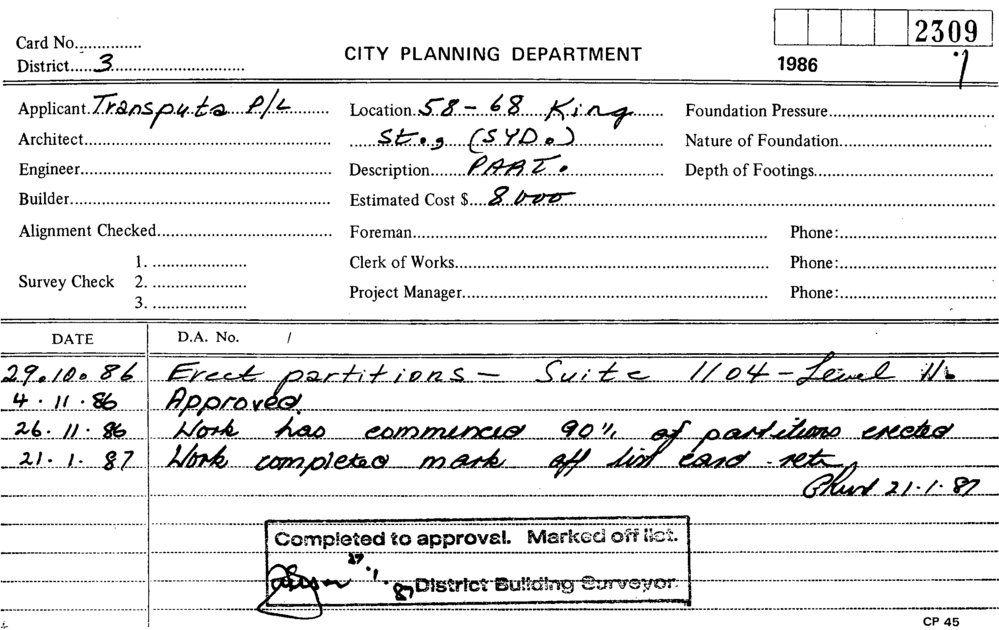 2309
Card No.
CITY PLANNING DEPARTMENT
District 3
1986
Applicant Transputa P/L
Location 58-68 King
Foundation Pressure
Architect
St., (SYD.)
Nature of Foundation
Engineer
Description PART.
Depth of Footings
Builder
Estimated Cost $ 8000
Alignment Checked
Foreman
Phone:
Survey Check
1.
2.
3.
Clerk of Works
Phone:
Project Manager
Phone:
DATE
D.A. No. /
29.10.86 Erect partitions - Suite 1104 - Level 11.
4.11.86 Approved.
26.11.86 Work has commenced 90% of partitions erected
21.1.87 Work completed mark off list card retn
21.1.87
Completed to approval. Marked off list.
27.1.87
District Building Surveyor.
CP 45